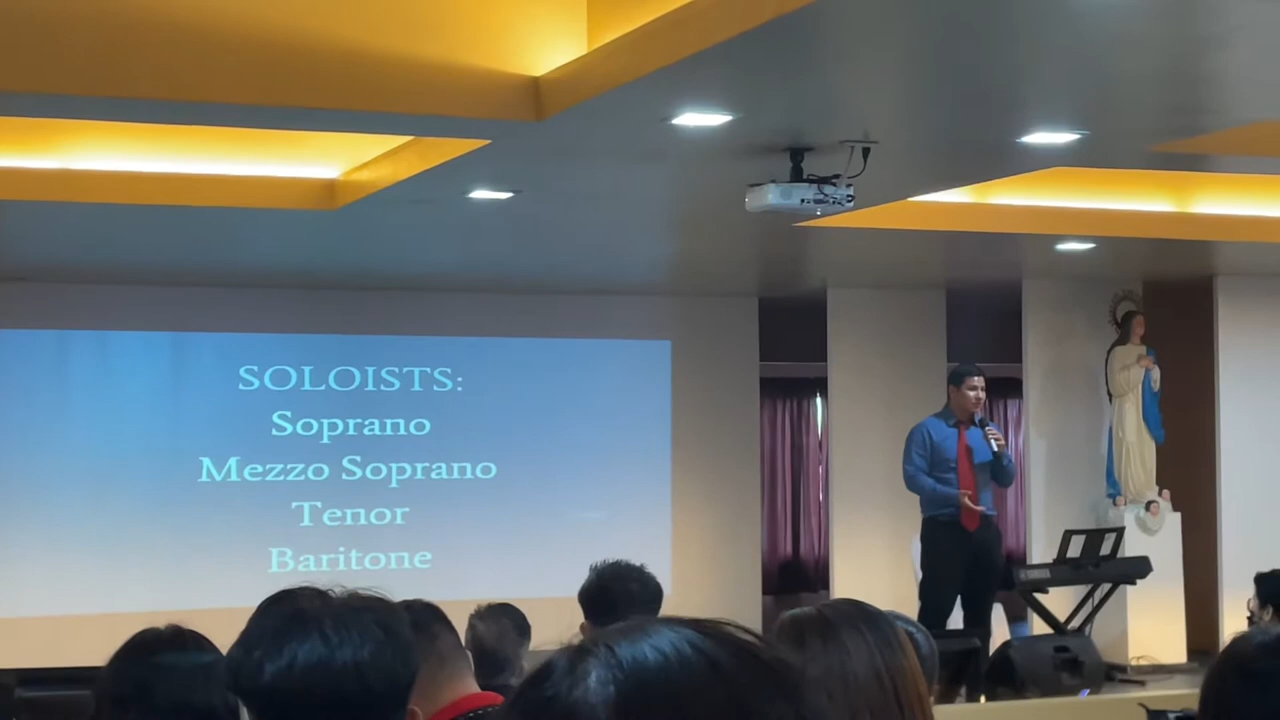 SOLOISTS:
Soprano
Mezzo Soprano
Tenor
Baritone